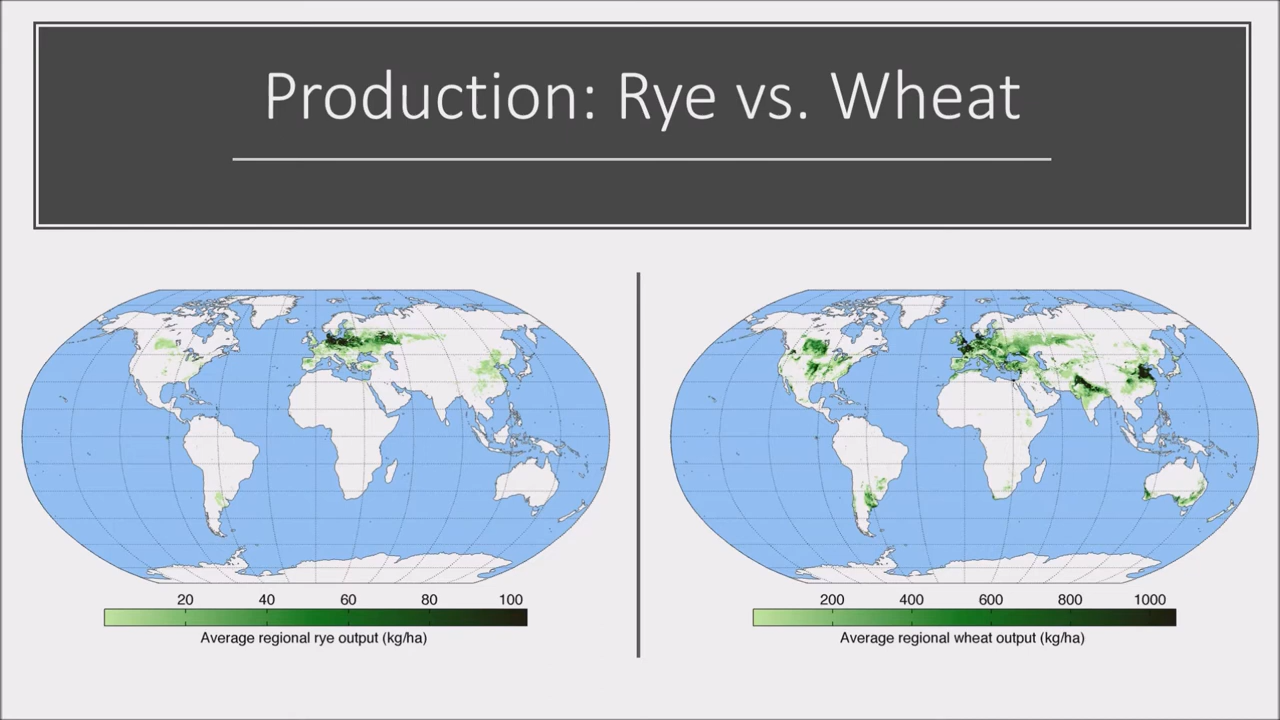 Production: Rye vs. Wheat
20 40 60 80 100
Average regional rye output (kg/ha)
200 400 600 800 1000
Average regional wheat output (kg/ha)